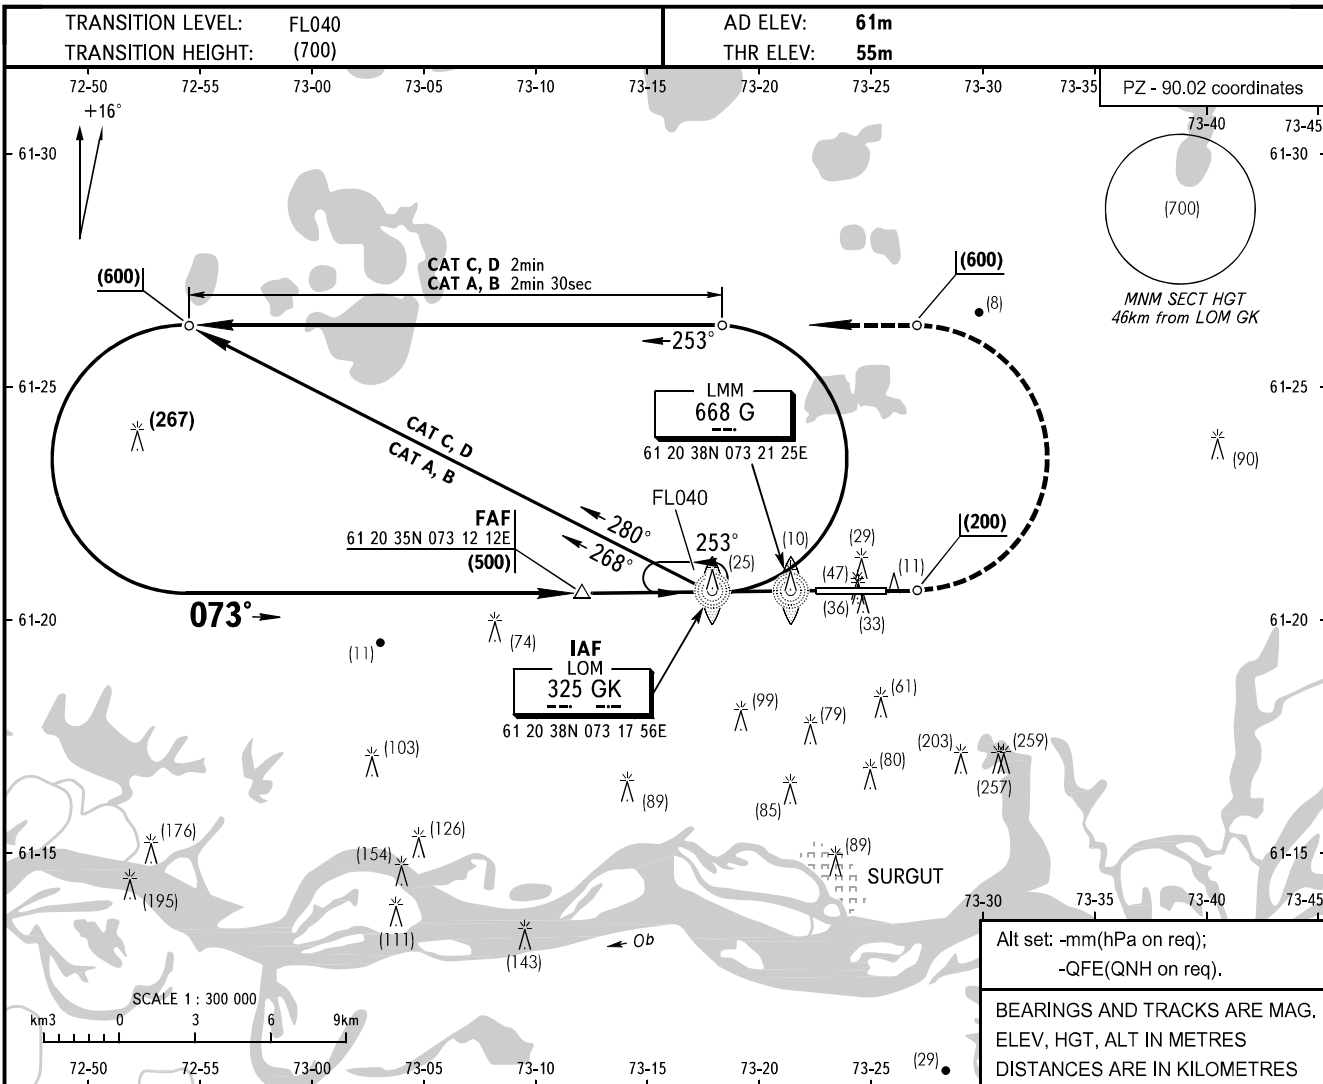 TRANSITION LEVEL: FL040
TRANSITION HEIGHT: (700)
AD ELEV: 61m
THR ELEV: 55m
72-50 72-55 73-00 73-05 73-10 73-15 73-20 73-25 73-30 73-35
PZ - 90.02 coordinates
73-40 73-45
+16°
61-30 61-30
(700)
MNM SECT HGT
46km from LOM GK
CAT C, D 2min
CAT A, B 2min 30sec
(600)
(600)
(8)
253°
61-25 61-25
LMM
668 G
61 20 38N 073 21 25E
(267)
CAT C, D
CAT A, B
(90)
FL040
FAF
61 20 35N 073 12 12E
(500)
280°
268°
253°
(25)
(10)
(29)
(200)
(47)
(11)
(36)
(33)
073°
61-20 61-20
(11)
(74)
IAF
LOM
325 GK
61 20 38N 073 17 56E
(99)
(79)
(61)
(103)
(89)
(85)
(80)
(203)
(259)
(257)
(176)
(126)
(154)
(89)
61-15 61-15
SURGUT
(195)
(111)
(143)
Ob
73-30 73-35 73-40 73-45
Alt set: -mm(hPa on req);
-QFE(QNH on req).
SCALE 1 : 300 000
km3 0 3 6 9km
BEARINGS AND TRACKS ARE MAG.
ELEV, HGT, ALT IN METRES
DISTANCES ARE IN KILOMETRES
72-50 72-55 73-00 73-05 73-10 73-15 73-20 73-25
(29)